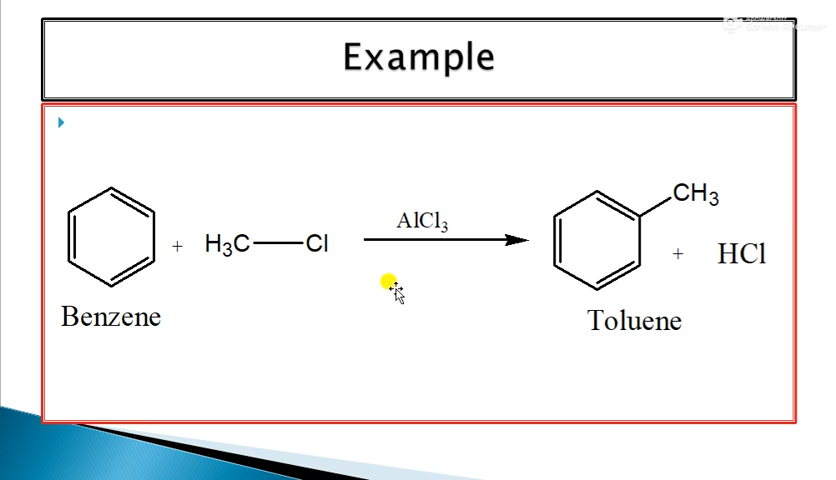 Example
+ H₃C Cl AlCl₃ CH₃ + HCl
Benzene
Toluene